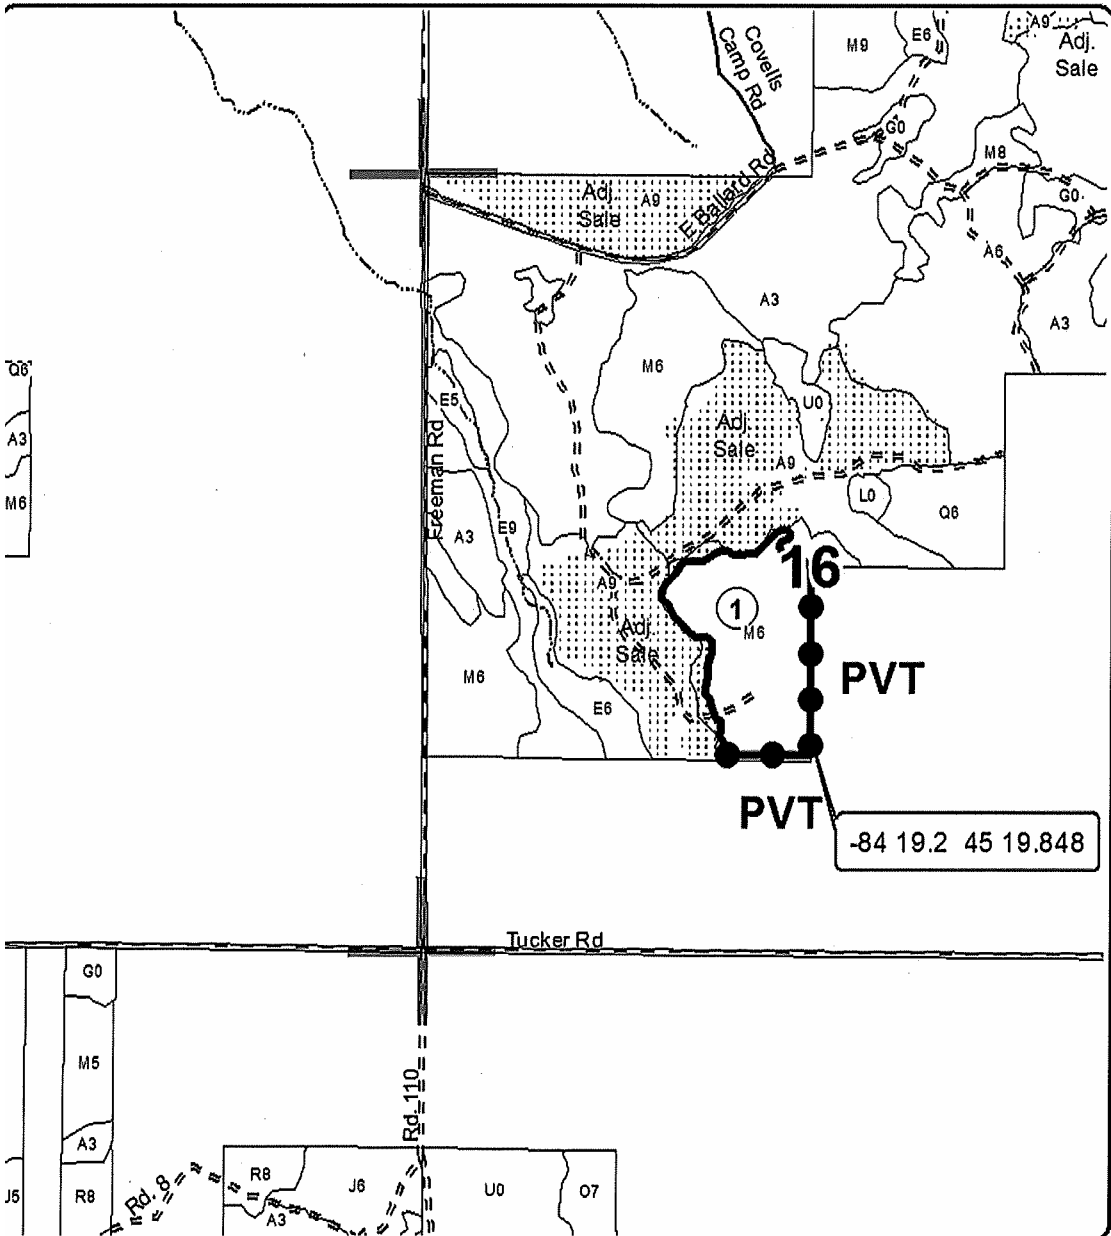 A9
Adj.
Sale
M9
E6
Covells
Camp Rd
G0
M8
G0
Adj.
Sale
A9
E Ballard Rd
A6
A3
A3
M6
Q6
A3
M6
E5
Freeman Rd
U0
Adj.
Sale
A9
L0
Q6
E9
A3
A9
16
1
M6
Adj.
Sale
M6
E6
PVT
PVT
-84 19.2 45 19.848
Tucker Rd
G0
M5
A3
Rd. 110
J5
R8
Rd. 8
R8
A3
J6
U0
O7